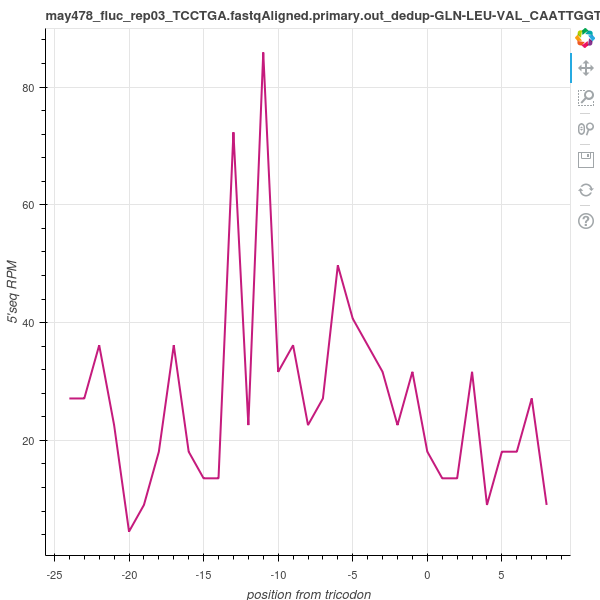 may478_fluc_rep03_TCCTGA.fastqAligned.primary.out_dedup-GLN-LEU-VAL_CAATTGGT
80
60
40
20
5'seq RPM
-25 -20 -15 -10 -5 0 5
position from tricodon